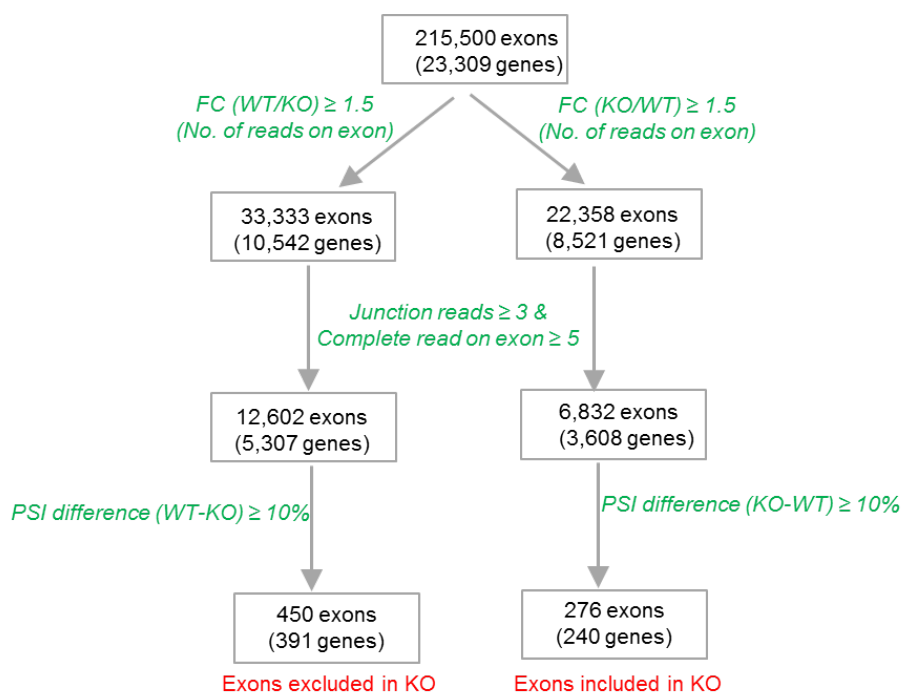 215,500 exons
(23,309 genes)
FC (WT/KO) ≥ 1.5
(No. of reads on exon)
FC (KO/WT) ≥ 1.5
(No. of reads on exon)
33,333 exons
(10,542 genes)
22,358 exons
(8,521 genes)
Junction reads ≥ 3 &
Complete read on exon ≥ 5
12,602 exons
(5,307 genes)
6,832 exons
(3,608 genes)
PSI difference (WT-KO) ≥ 10%
PSI difference (KO-WT) ≥ 10%
450 exons
(391 genes)
276 exons
(240 genes)
Exons excluded in KO
Exons included in KO